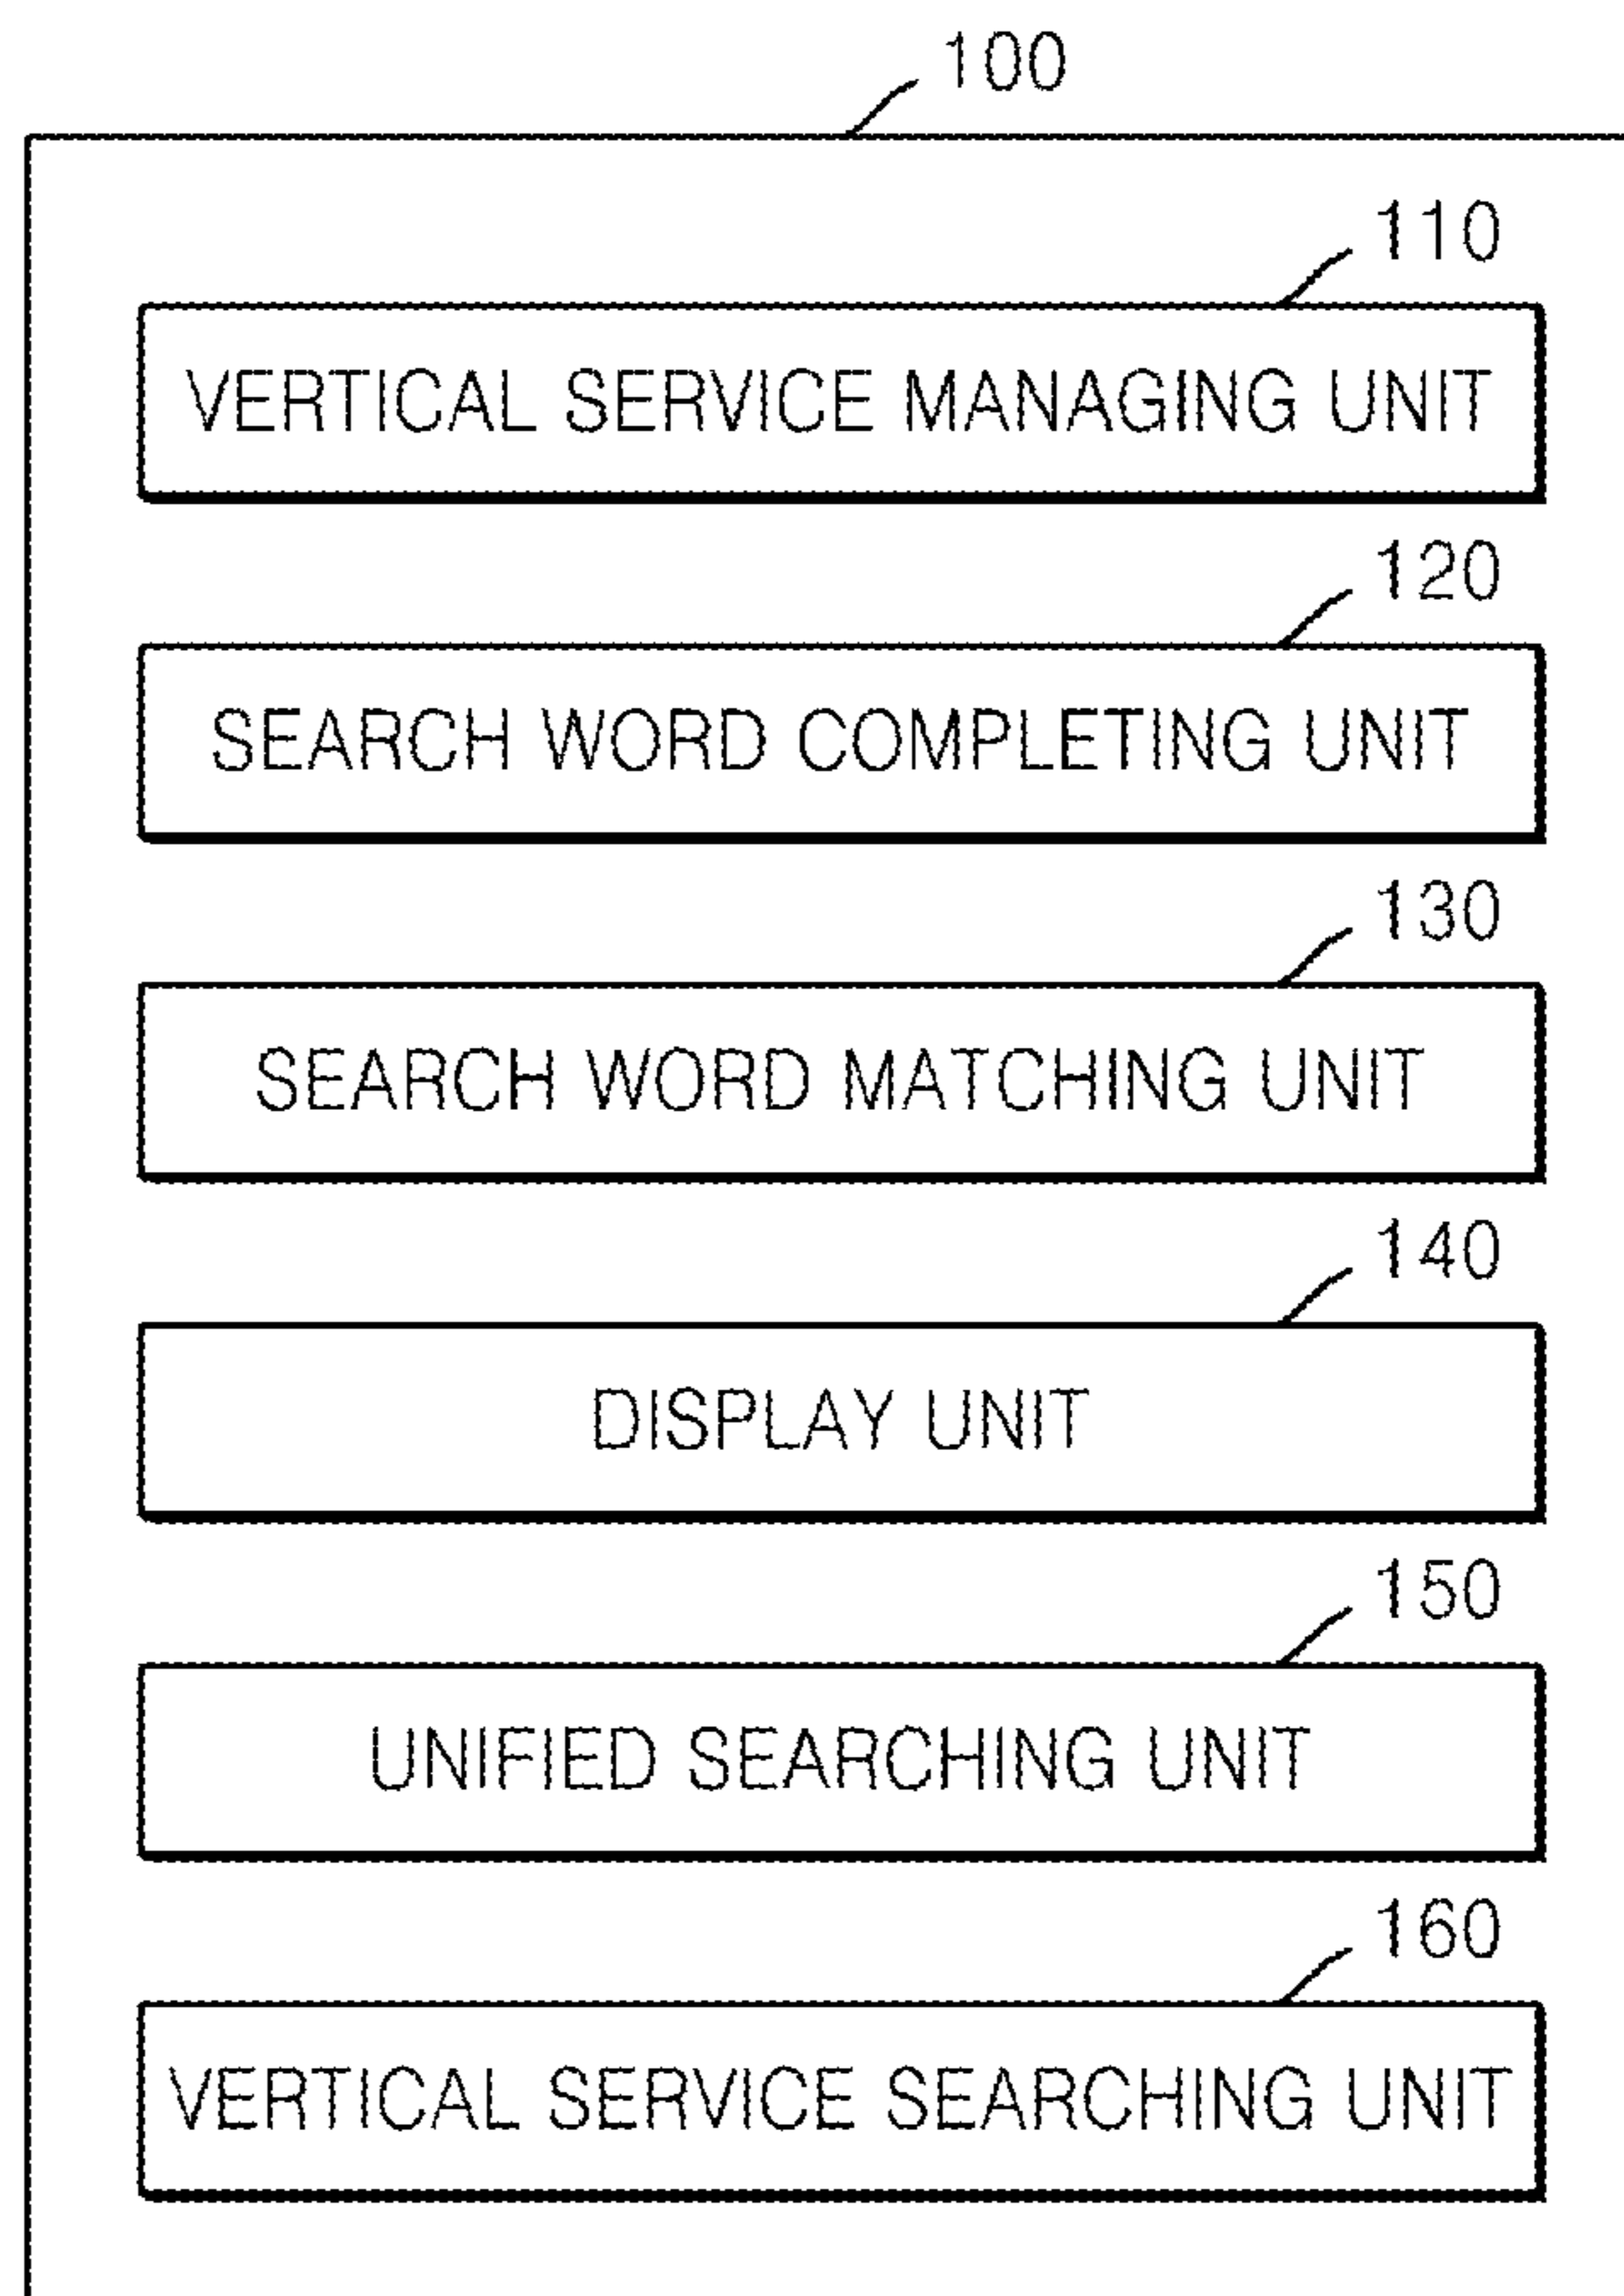 100
110
VERTICAL SERVICE MANAGING UNIT
120
SEARCH WORD COMPLETING UNIT
130
SEARCH WORD MATCHING UNIT
140
DISPLAY UNIT
150
UNIFIED SEARCHING UNIT
160
VERTICAL SERVICE SEARCHING UNIT